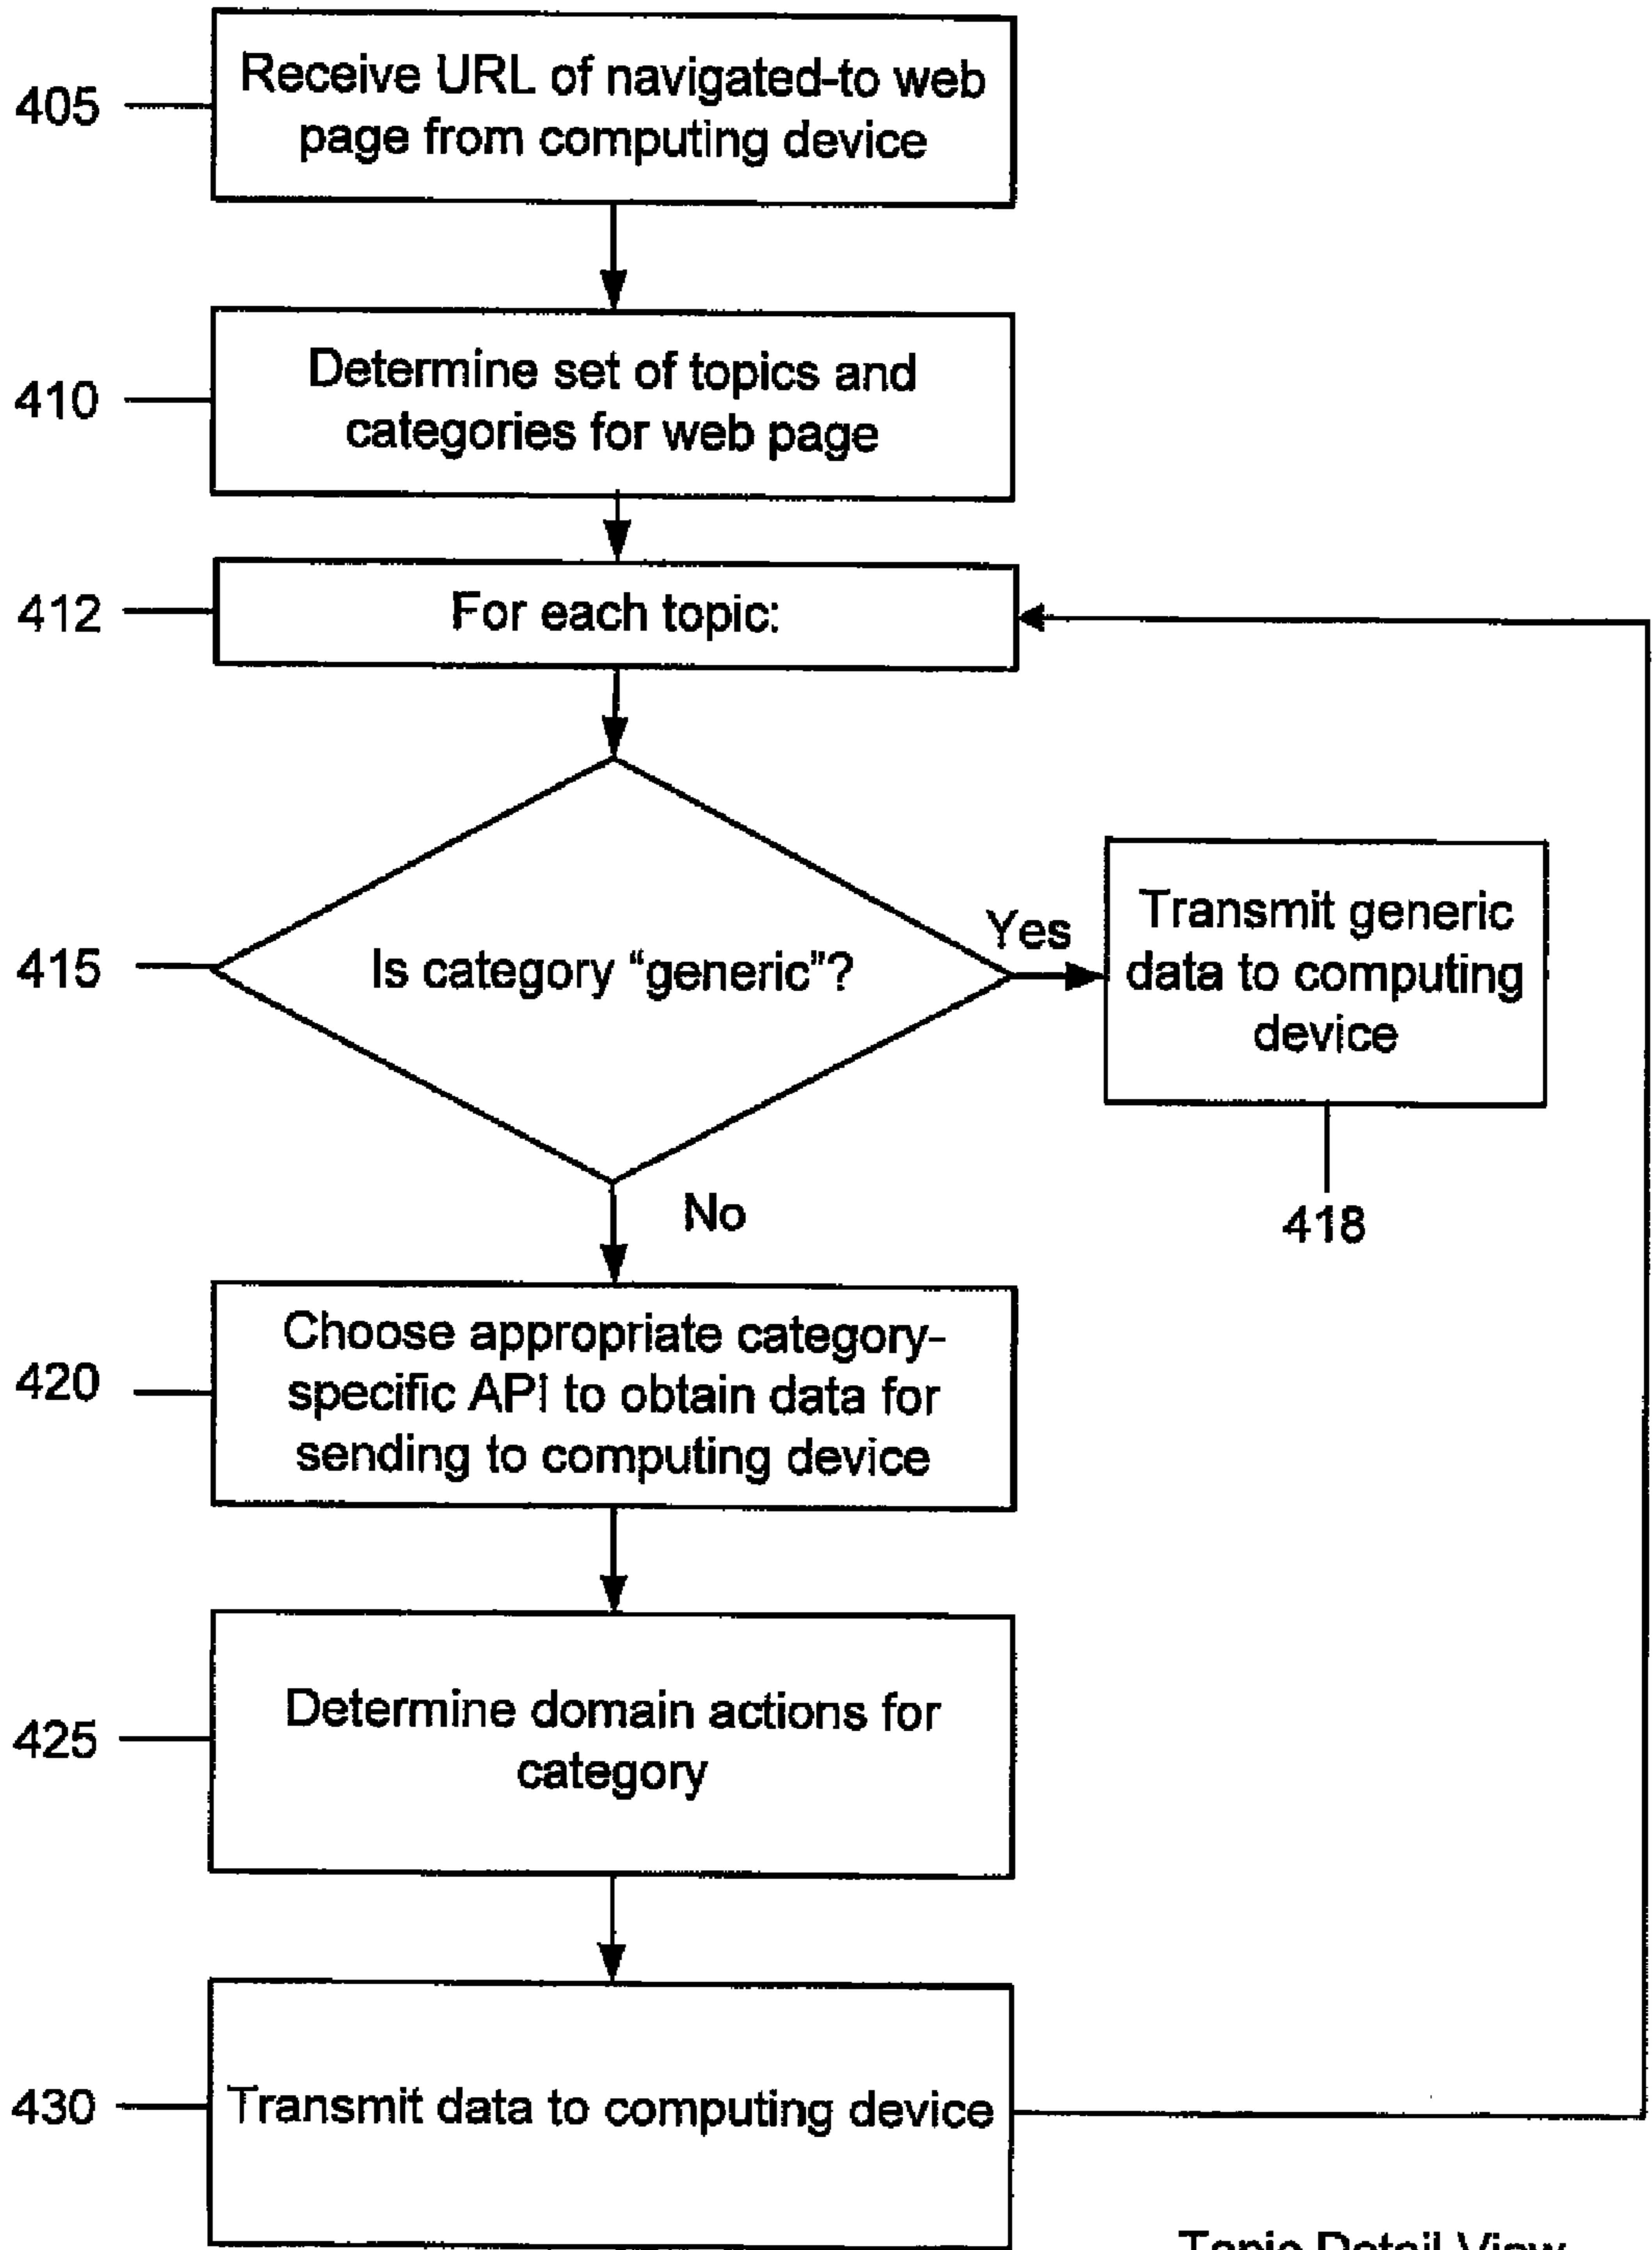 405
Receive URL of navigated-to web
page from computing device
410
Determine set of topics and
categories for web page
412
For each topic:
415
Is category “generic”?
Yes
Transmit generic
data to computing
device
418
No
420
Choose appropriate category-
specific API to obtain data for
sending to computing device
425
Determine domain actions for
category
430
Transmit data to computing device
Topic Detail View